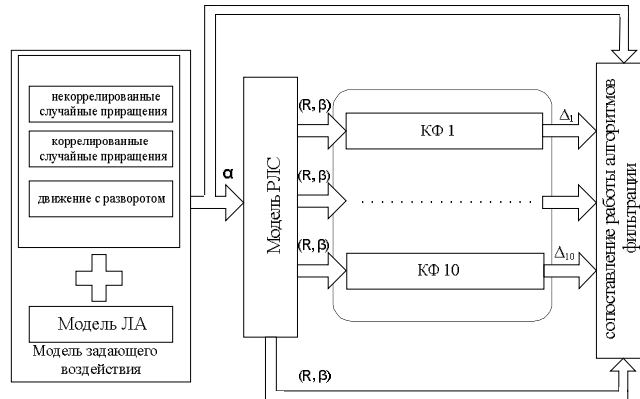 некоррелированные
случайные приращения
коррелированные
случайные приращения
движение с разворотом
Модель ЛА
Модель задающего
воздействия
α
Модель РЛС
(R, β)
(R, β)
(R, β)
(R, β)
КФ 1
. . . . . . . . . . . . . . . . . . . .
КФ 10
Δ1
Δ10
сопоставление работы алгоритмов
фильтрации